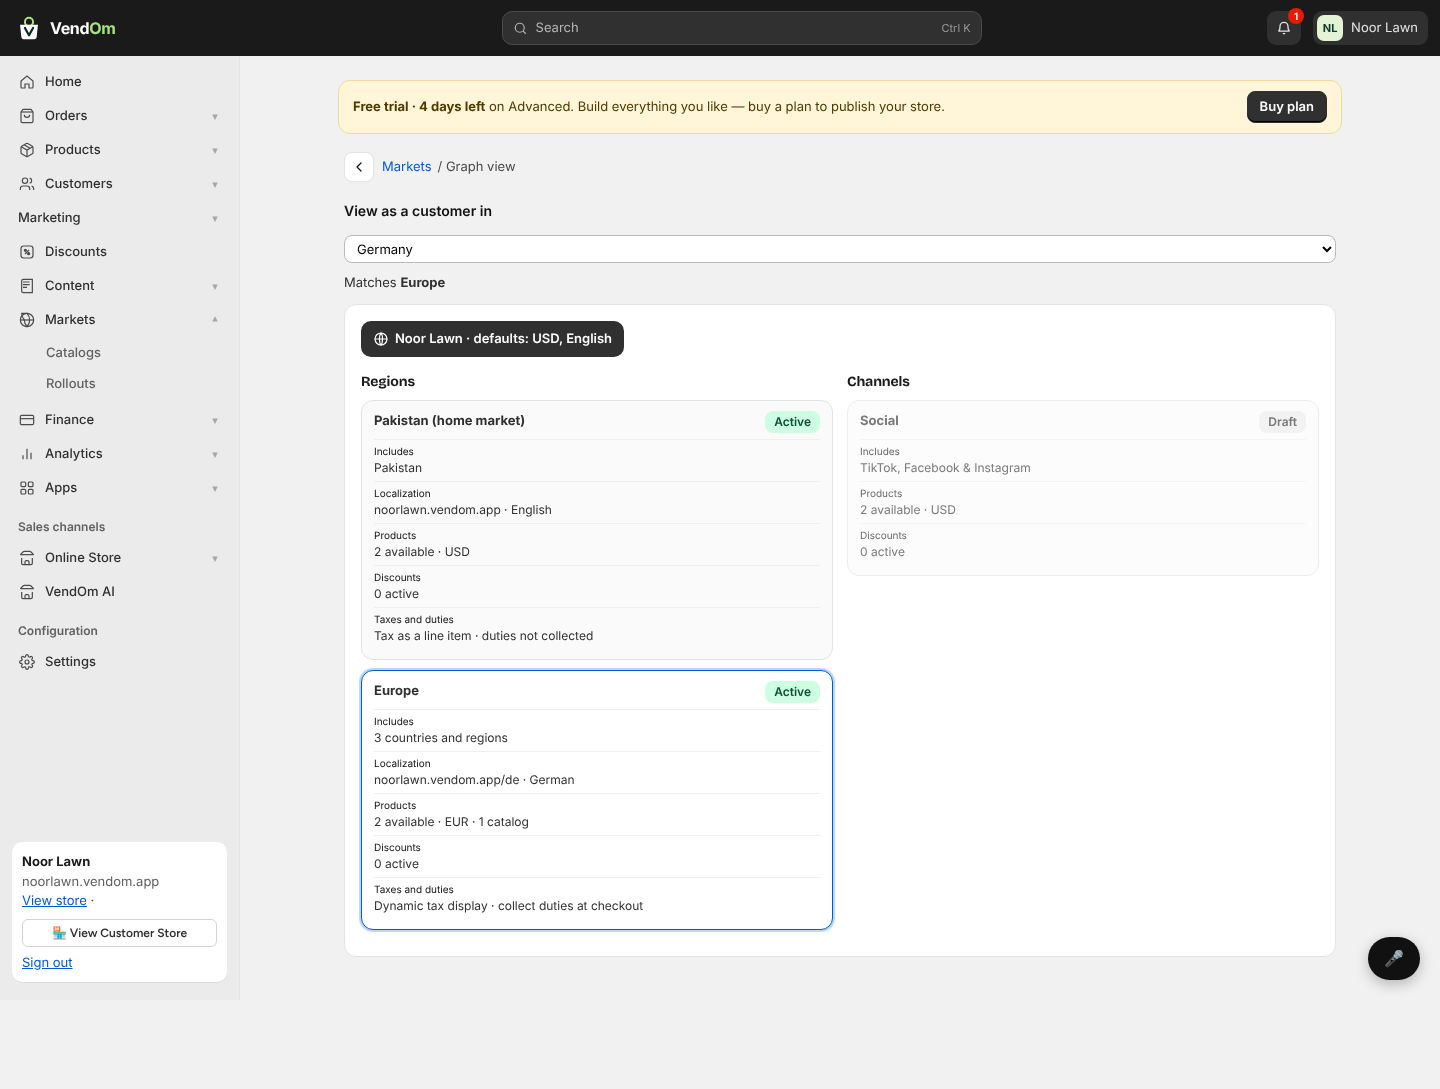 VendOm
Search
Ctrl K
1
NL
Noor Lawn
Home
Orders
Products
Customers
Marketing
Discounts
Content
Markets
Catalogs
Rollouts
Finance
Analytics
Apps
Sales channels
Online Store
VendOm AI
Configuration
Settings
Noor Lawn
noorlawn.vendom.app
View store ·
View Customer Store
Sign out
Free trial · 4 days left on Advanced. Build everything you like — buy a plan to publish your store.
Buy plan
Markets / Graph view
View as a customer in
Germany
Matches Europe
Noor Lawn · defaults: USD, English
Regions
Pakistan (home market)
Active
Includes
Pakistan
Localization
noorlawn.vendom.app · English
Products
2 available · USD
Discounts
0 active
Taxes and duties
Tax as a line item · duties not collected
Europe
Active
Includes
3 countries and regions
Localization
noorlawn.vendom.app/de · German
Products
2 available · EUR · 1 catalog
Discounts
0 active
Taxes and duties
Dynamic tax display · collect duties at checkout
Channels
Social
Draft
Includes
TikTok, Facebook & Instagram
Products
2 available · USD
Discounts
0 active